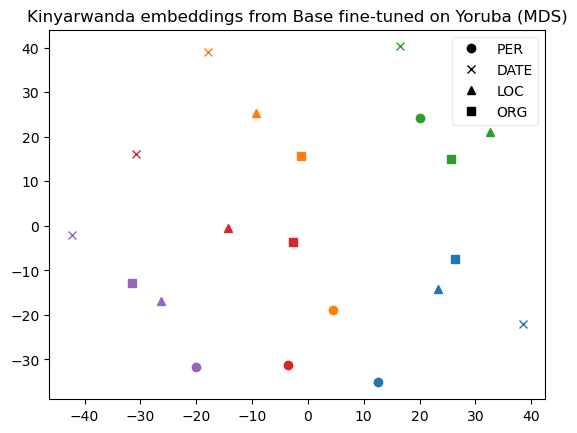 Kinyarwanda embeddings from Base fine-tuned on Yoruba (MDS)
PER
DATE
LOC
ORG
40
30
20
10
0
−10
−20
−30
−40 −30 −20 −10 0 10 20 30 40